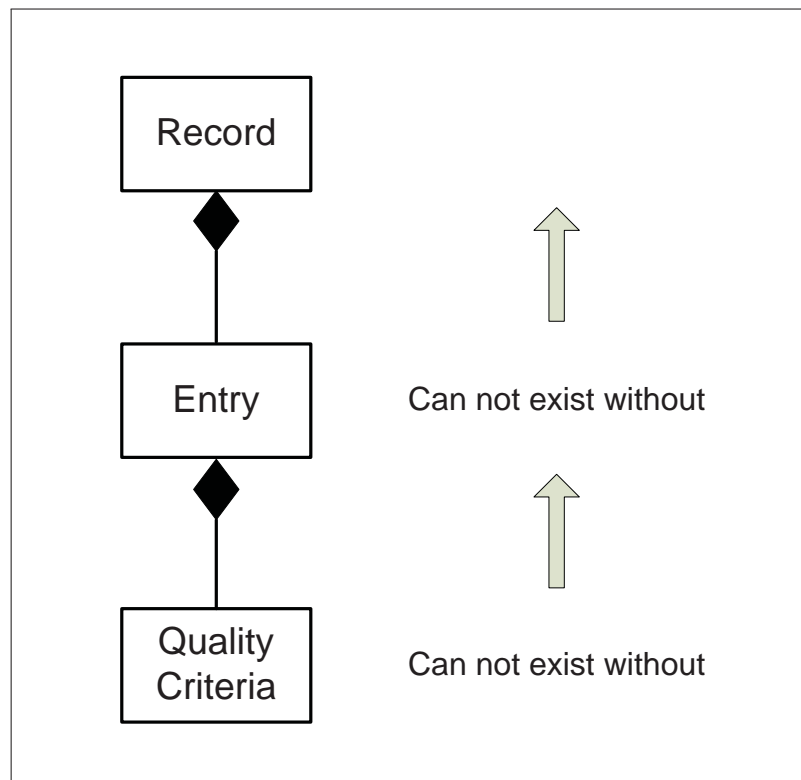 Record
Entry
Can not exist without
Quality
Criteria
Can not exist without